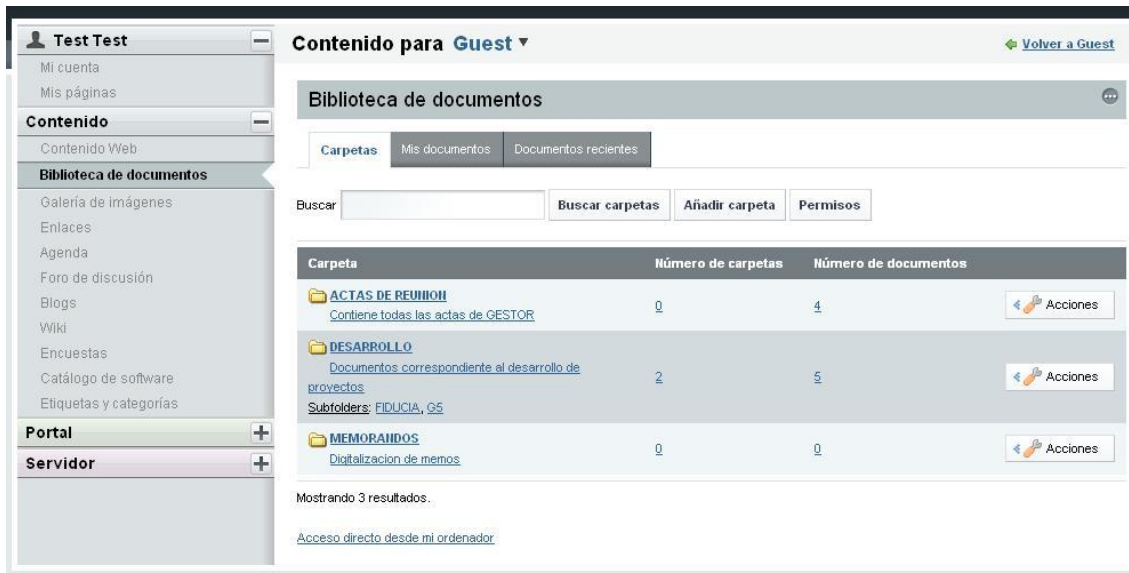 Test Test
Mi cuenta
Mis páginas
Contenido
Contenido Web
Biblioteca de documentos
Galería de imágenes
Enlaces
Agenda
Foro de discusión
Blogs
Wiki
Encuestas
Catálogo de software
Etiquetas y categorías
Portal
Servidor
Contenido para Guest
Volver a Guest
Biblioteca de documentos
Carpetas Mis documentos Documentos recientes
Buscar Buscar carpetas Añadir carpeta Permisos
Carpeta Número de carpetas Número de documentos
ACTAS DE REUNION
Contiene todas las actas de GESTOR 0 4 Acciones
DESARROLLO
Documentos correspondiente al desarrollo de
proyectos 2 5 Acciones
Subfolders: FIDUCIA, G5
MEMORANDOS
Digitalizacion de memos 0 0 Acciones
Mostrando 3 resultados.
Acceso directo desde mi ordenador